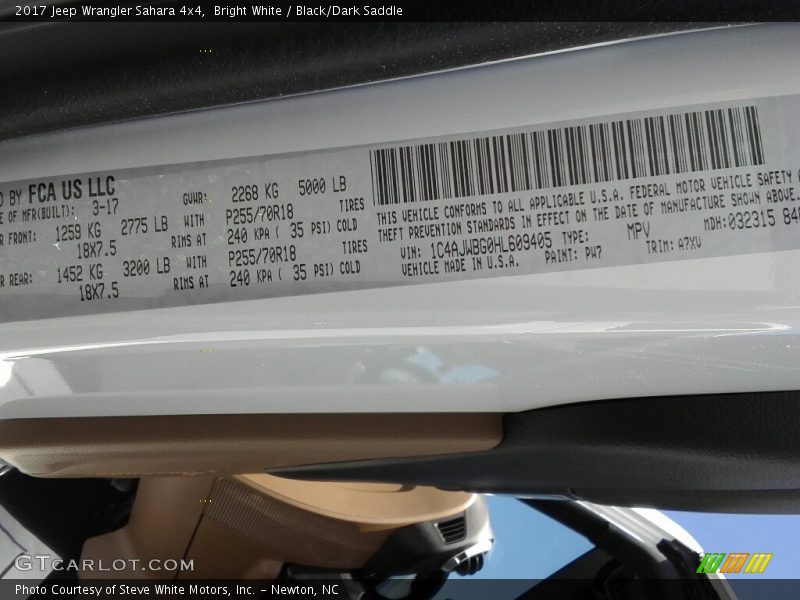 2017 Jeep Wrangler Sahara 4x4,  Bright White / Black/Dark Saddle
BY FCA US LLC
OF MFR(BUILT): 3-17 GVWR: 2268 KG 5000 LB
FRONT: 1259 KG 2775 LB WITH P255/70R18 TIRES
18X7.5 RIMS AT 240 KPA ( 35 PSI) COLD
REAR: 1452 KG 3200 LB WITH P255/70R18 TIRES
18X7.5 RIMS AT 240 KPA ( 35 PSI) COLD
THIS VEHICLE CONFORMS TO ALL APPLICABLE U.S.A. FEDERAL MOTOR VEHICLE SAFETY
THEFT PREVENTION STANDARDS IN EFFECT ON THE DATE OF MANUFACTURE SHOWN ABOVE.
VIN: 1C4AJWBG0HL609405 TYPE: MPV MDH:032315
VEHICLE MADE IN U.S.A. PAINT: PW7 TRIM: A7XV
GTCARLOT.COM
Photo Courtesy of Steve White Motors, Inc. – Newton, NC